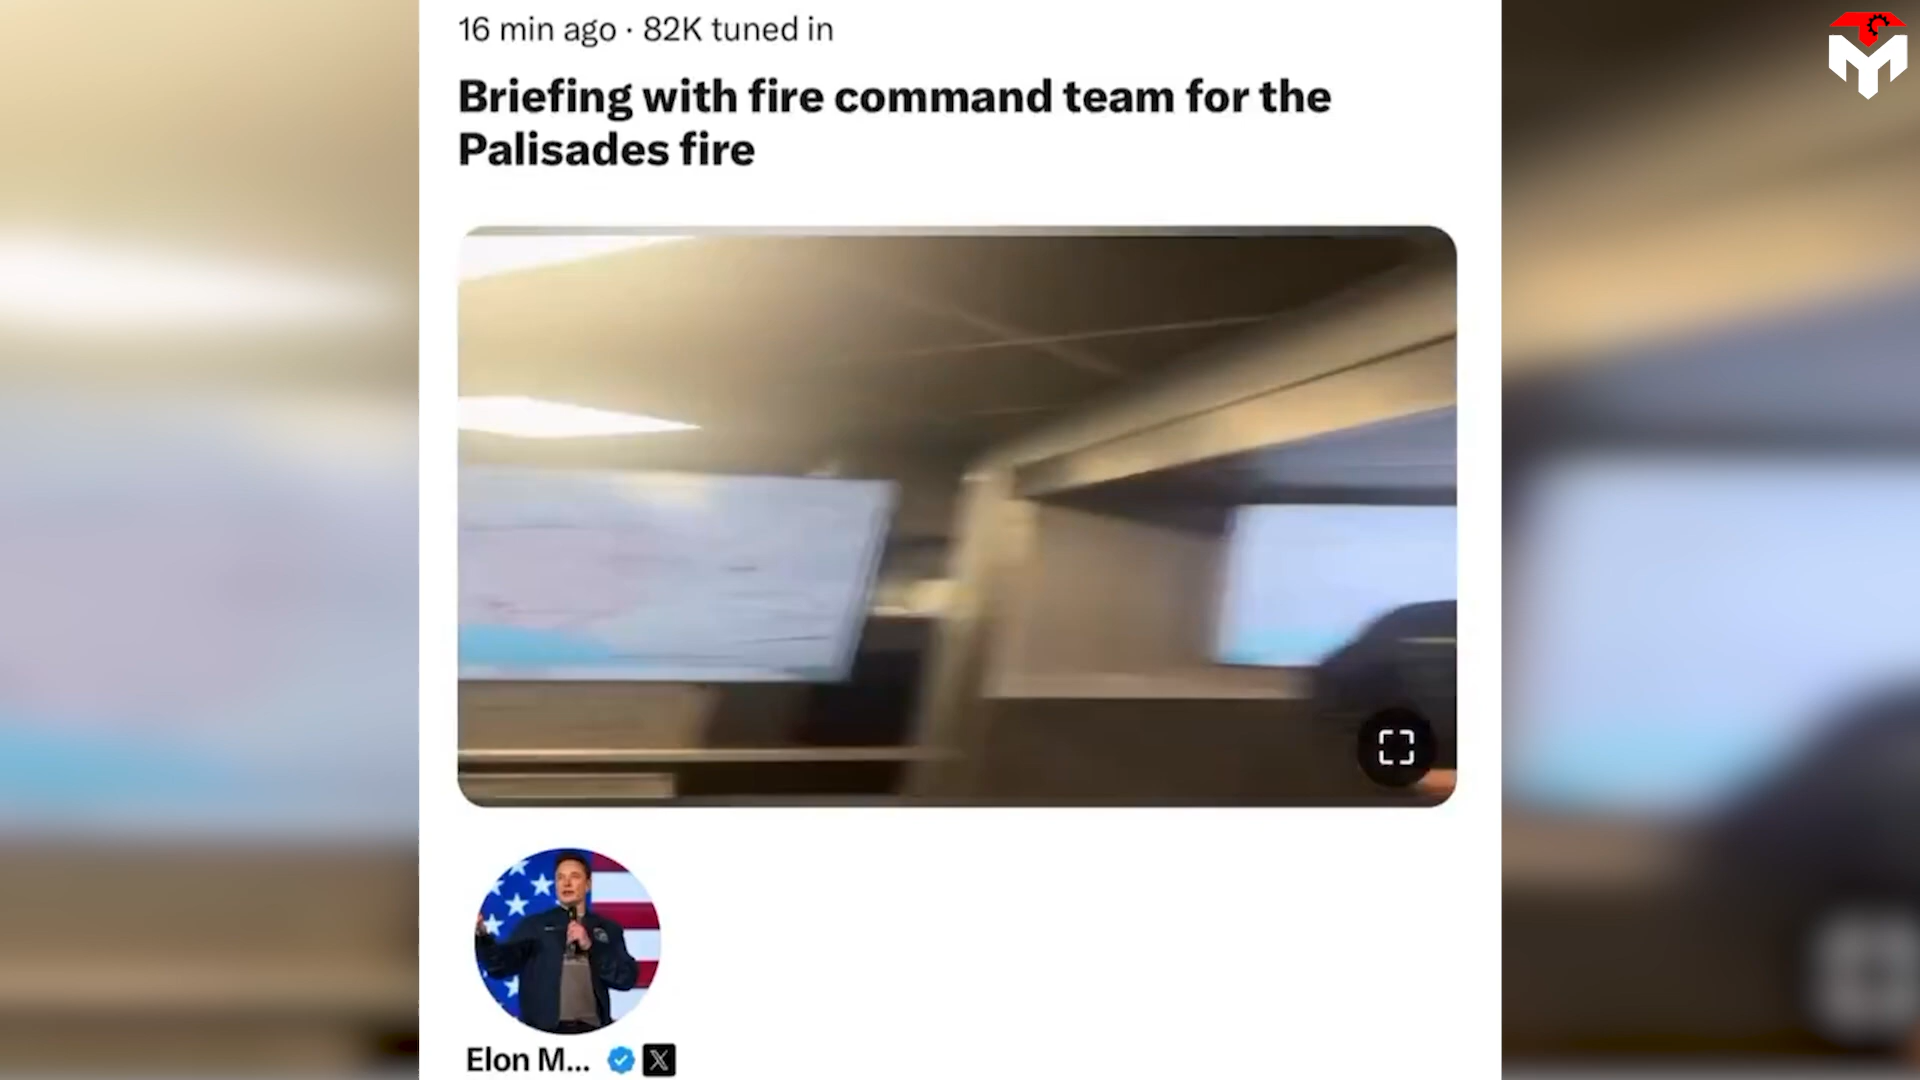 16 min ago · 82K tuned in
Briefing with fire command team for the
Palisades fire
Elon M...